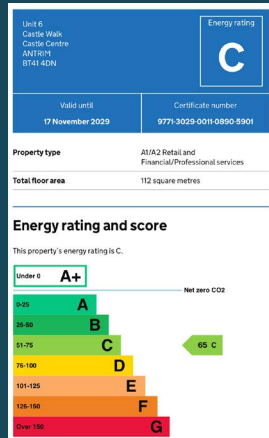 Unit 6
Castle Walk
Castle Centre
ANTRIM
BT41 4DN
Energy rating
C
Valid until
17 November 2029
Certificate number
9771-3029-0011-0890-5901
Property type
A1/A2 Retail and
Financial/Professional services
Total floor area
112 square metres
Energy rating and score
This property's energy rating is C.
Under 0 A+
Net zero CO2
0-25 A
26-50 B
51-75 C
65 C
76-100 D
101-125 E
126-150 F
Over 150 G